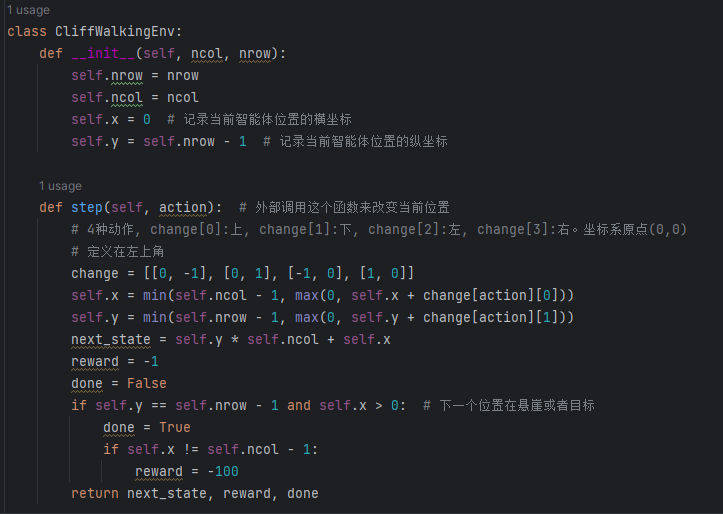 1 usage
class CliffWalkingEnv:
    def __init__(self, ncol, nrow):
        self.nrow = nrow
        self.ncol = ncol
        self.x = 0  # 记录当前智能体位置的横坐标
        self.y = self.nrow - 1  # 记录当前智能体位置的纵坐标
    1 usage
    def step(self, action):  # 外部调用这个函数来改变当前位置
        # 4种动作, change[0]:上, change[1]:下, change[2]:左, change[3]:右。坐标系原点(0,0)
        # 定义在左上角
        change = [[0, -1], [0, 1], [-1, 0], [1, 0]]
        self.x = min(self.ncol - 1, max(0, self.x + change[action][0]))
        self.y = min(self.nrow - 1, max(0, self.y + change[action][1]))
        next_state = self.y * self.ncol + self.x
        reward = -1
        done = False
        if self.y == self.nrow - 1 and self.x > 0:  # 下一个位置在悬崖或者目标
            done = True
            if self.x != self.ncol - 1:
                reward = -100
        return next_state, reward, done